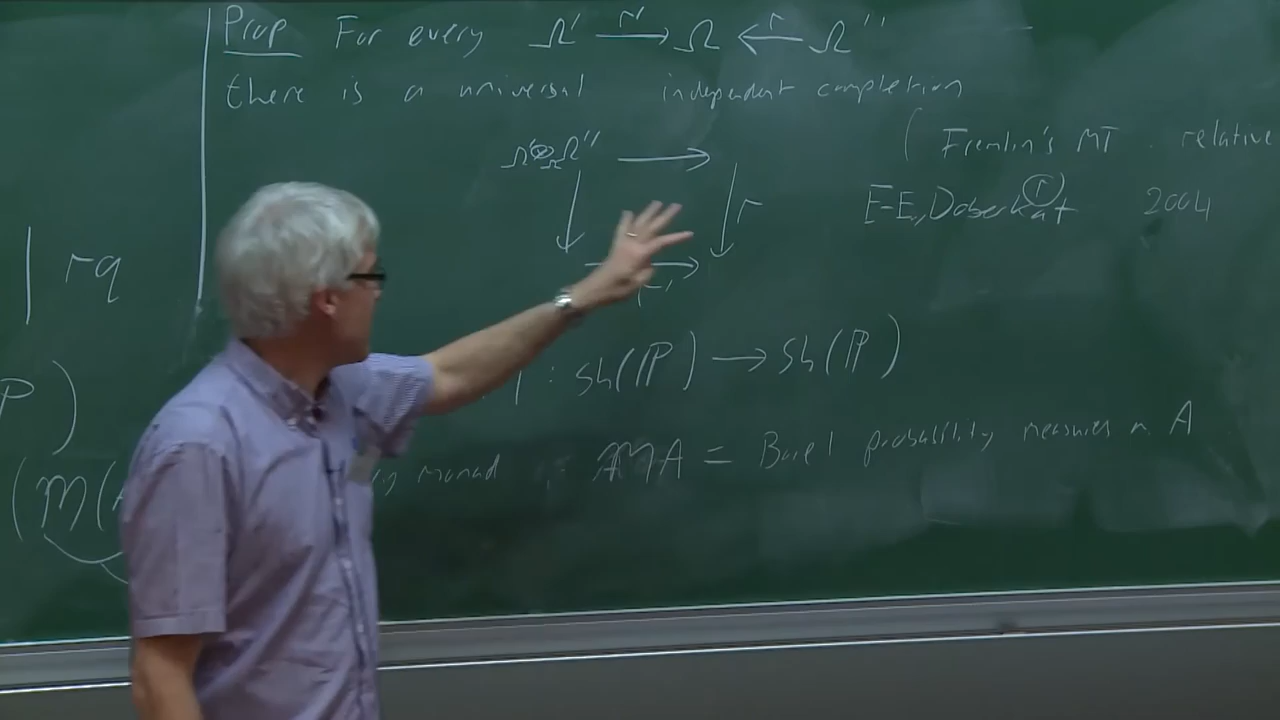 Prop For every Ω' —r'→ Ω ←r— Ω''
there is a universal independent completion
Ω'⊗_Ω Ω'' →
↓ ↓ r
→
r'
(Fremlin's MT . relative
E-E, Doberkat (r) 2004
| rq
: Sh(ℙ) → Sh(ℙ)
P)
monad : MA = Borel probability measures on A
(M(